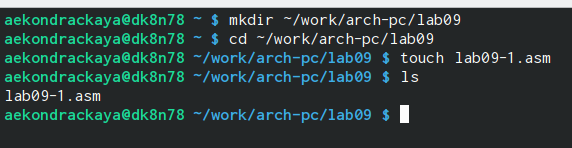 aekondrackaya@dk8n78 ~ $ mkdir ~/work/arch-pc/lab09
aekondrackaya@dk8n78 ~ $ cd ~/work/arch-pc/lab09
aekondrackaya@dk8n78 ~/work/arch-pc/lab09 $ touch lab09-1.asm
aekondrackaya@dk8n78 ~/work/arch-pc/lab09 $ ls
lab09-1.asm
aekondrackaya@dk8n78 ~/work/arch-pc/lab09 $